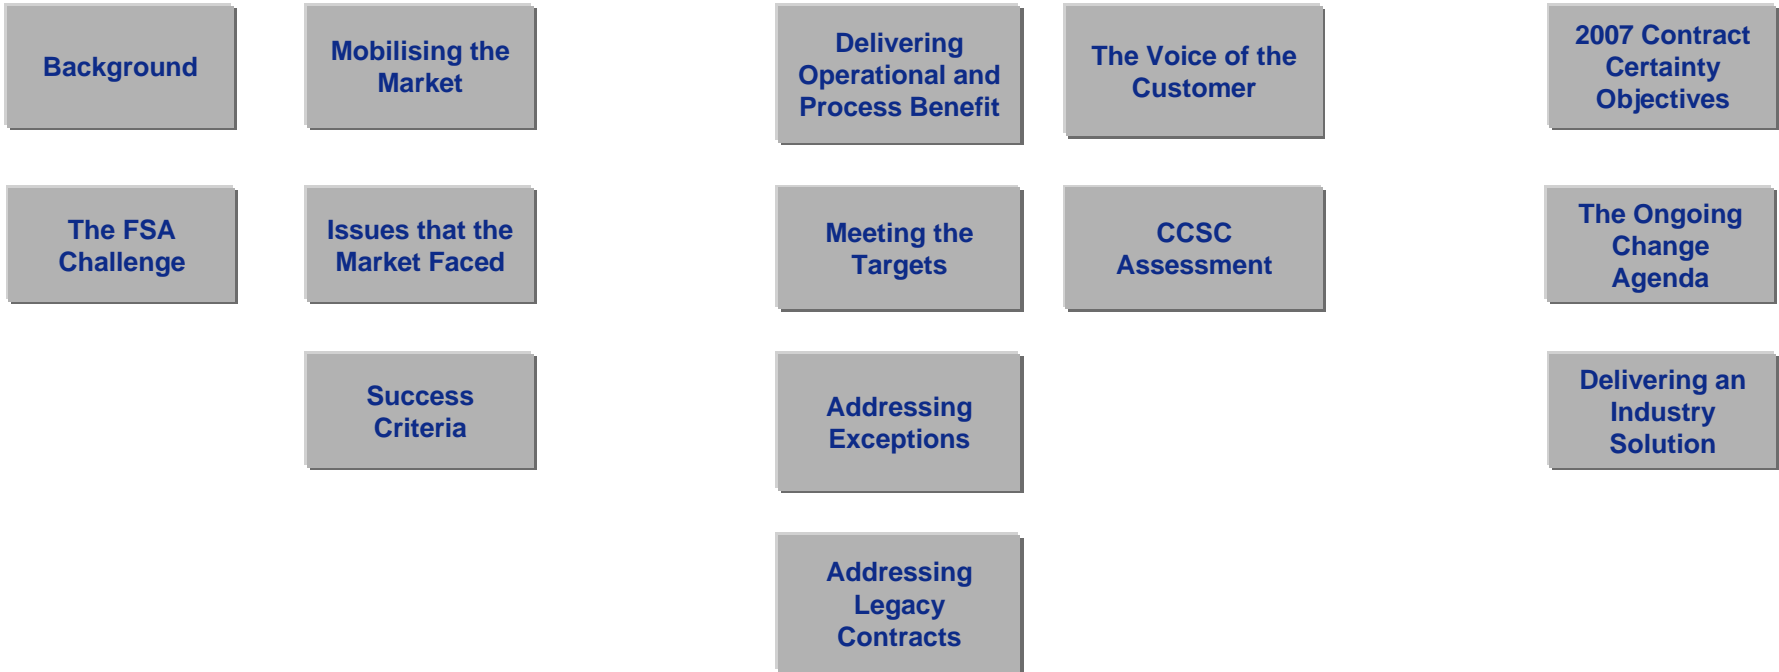 Background
The FSA
Challenge
Mobilising the
Market
Issues that the
Market Faced
Success
Criteria
Delivering
Operational and
Process Benefit
Meeting the
Targets
Addressing
Exceptions
Addressing
Legacy
Contracts
The Voice of the
Customer
CCSC
Assessment
2007 Contract
Certainty
Objectives
The Ongoing
Change
Agenda
Delivering an
Industry
Solution